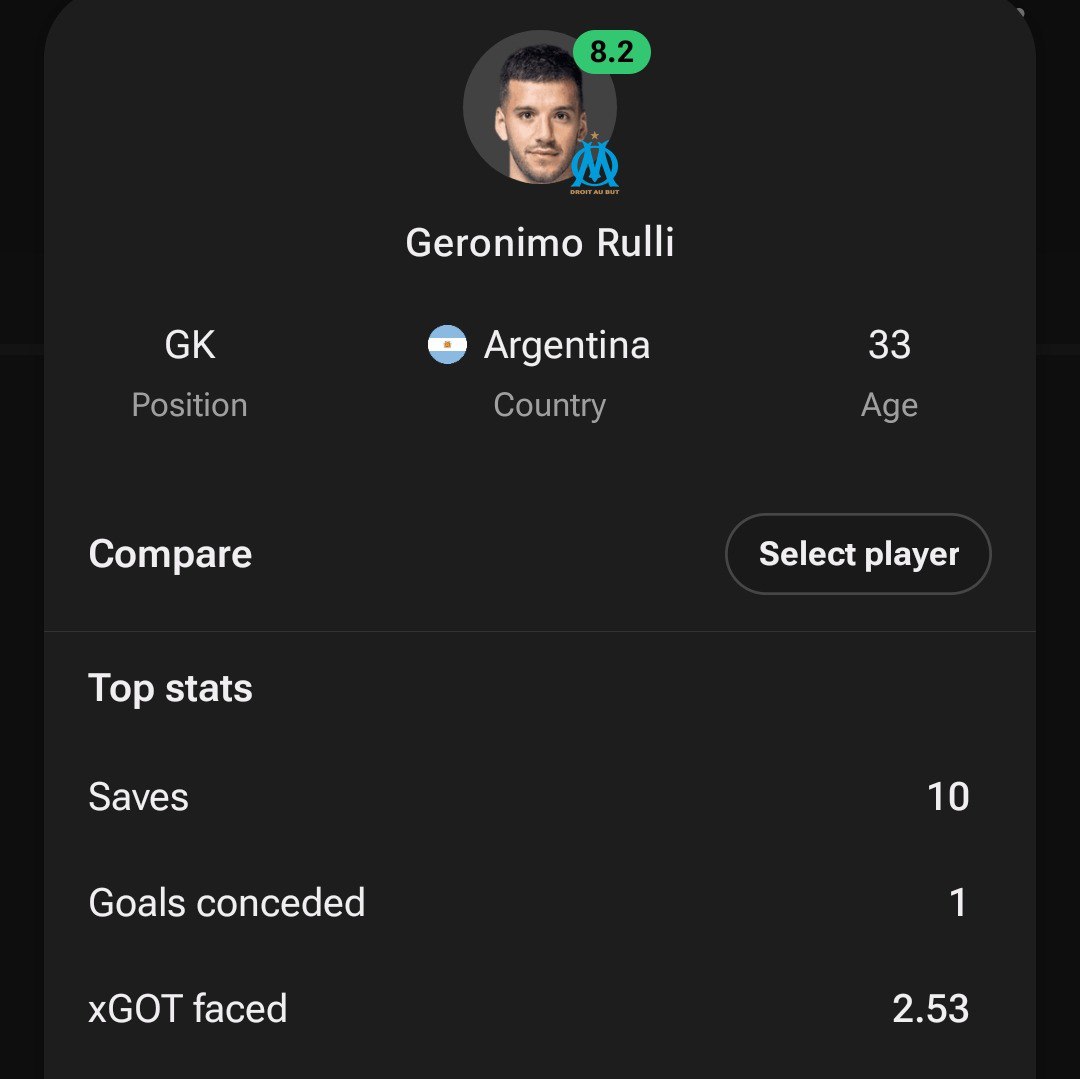 8.2
DROIT AU BUT
Geronimo Rulli
GK Argentina 33
Position Country Age
Compare Select player
Top stats
Saves 10
Goals conceded 1
xGOT faced 2.53